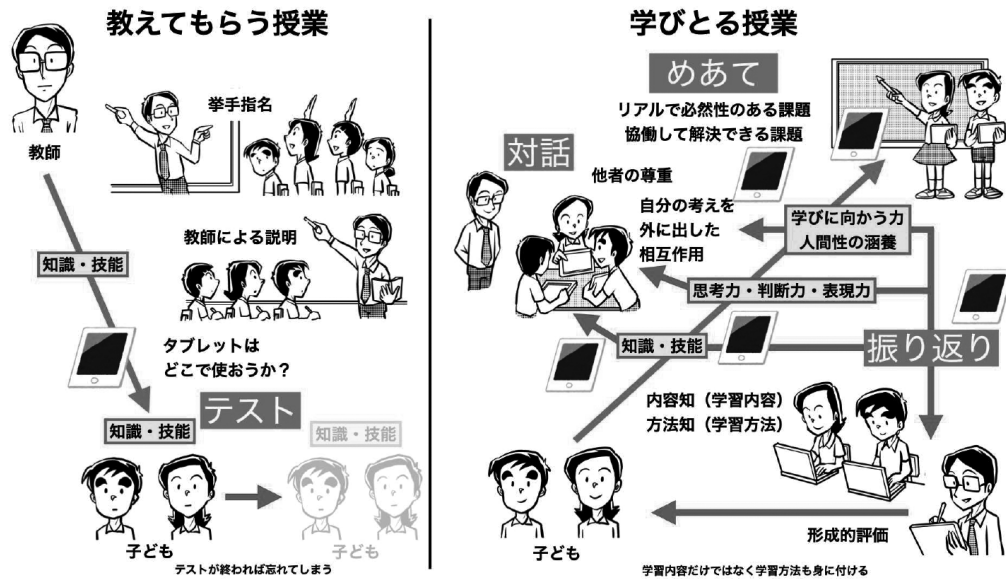 教えてもらう授業
教師
挙手指名
教師による説明
知識・技能
タブレットは
どこで使おうか？
テスト
知識・技能
知識・技能
子ども
子ども
テストが終われば忘れてしまう
学びとる授業
めあて
リアルで必然性のある課題
協働して解決できる課題
対話
他者の尊重
自分の考えを
外に出した
相互作用
学びに向かう力
人間性の涵養
思考力・判断力・表現力
知識・技能
振り返り
内容知（学習内容）
方法知（学習方法）
子ども
形成的評価
学習内容だけではなく学習方法も身に付ける